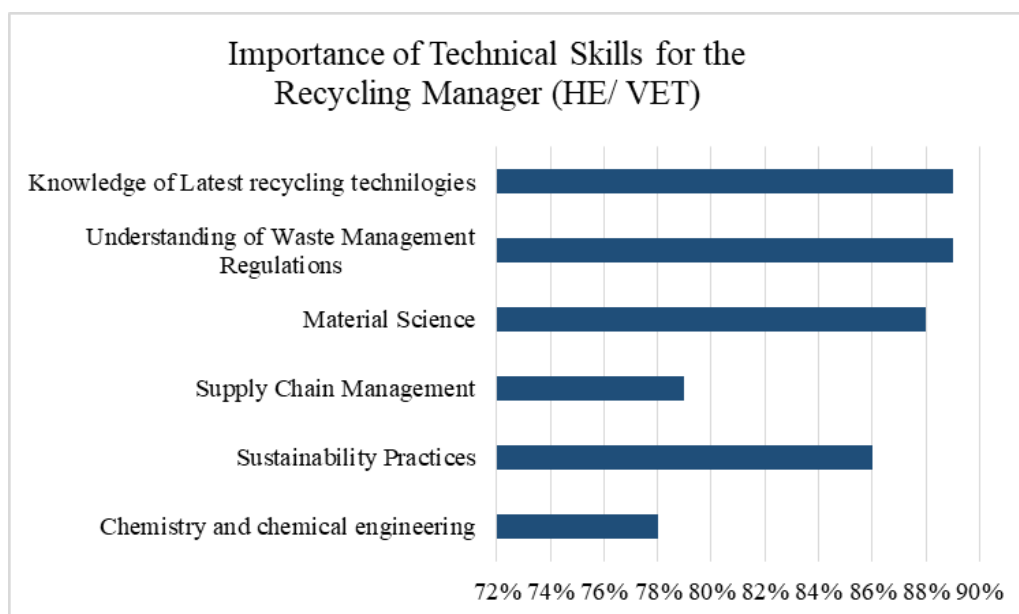 Importance of Technical Skills for the
Recycling Manager (HE/ VET)
Knowledge of Latest recycling technilogies
Understanding of Waste Management
Regulations
Material Science
Supply Chain Management
Sustainability Practices
Chemistry and chemical engineering
72% 74% 76% 78% 80% 82% 84% 86% 88% 90%